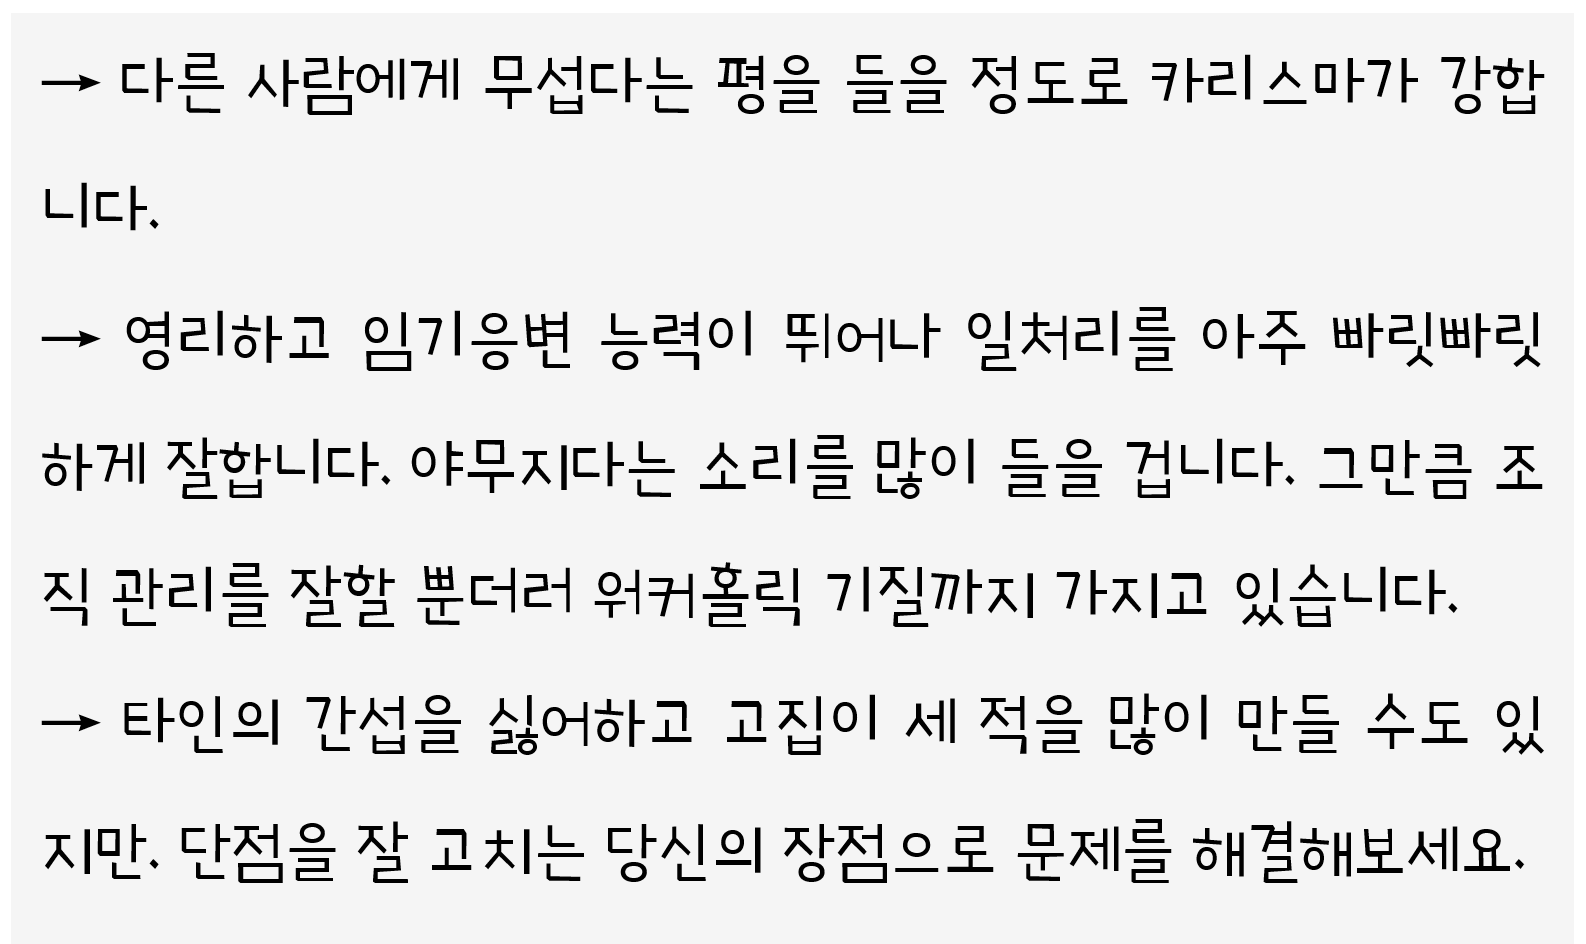 → 다른 사람에게 무섭다는 평을 들을 정도로 카리스마가 강합
니다.
→ 영리하고 임기응변 능력이 뛰어나 일처리를 아주 빠릿빠릿
하게 잘합니다. 야무지다는 소리를 많이 들을 겁니다. 그만큼 조
직 관리를 잘할 뿐더러 워커홀릭 기질까지 가지고 있습니다.
→ 타인의 간섭을 싫어하고 고집이 세 적을 많이 만들 수도 있
지만. 단점을 잘 고치는 당신의 장점으로 문제를 해결해보세요.